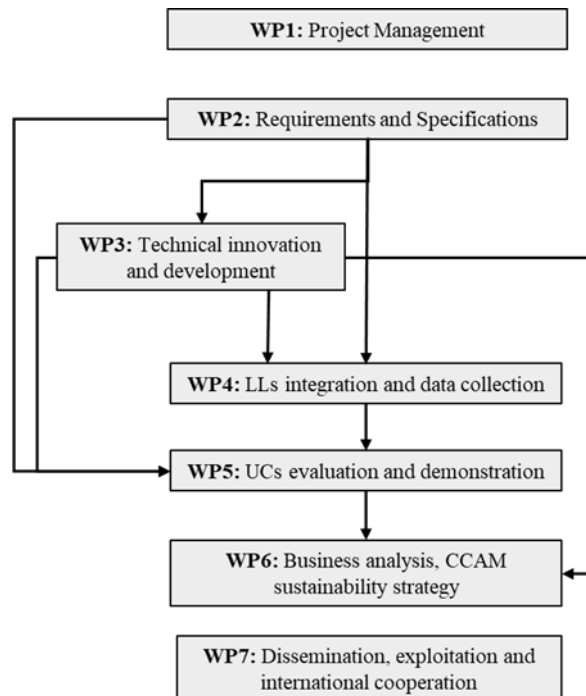 WP1: Project Management
WP2: Requirements and Specifications
WP3: Technical innovation
and development
WP4: LLs integration and data collection
WP5: UCs evaluation and demonstration
WP6: Business analysis, CCAM
sustainability strategy
WP7: Dissemination, exploitation and
international cooperation